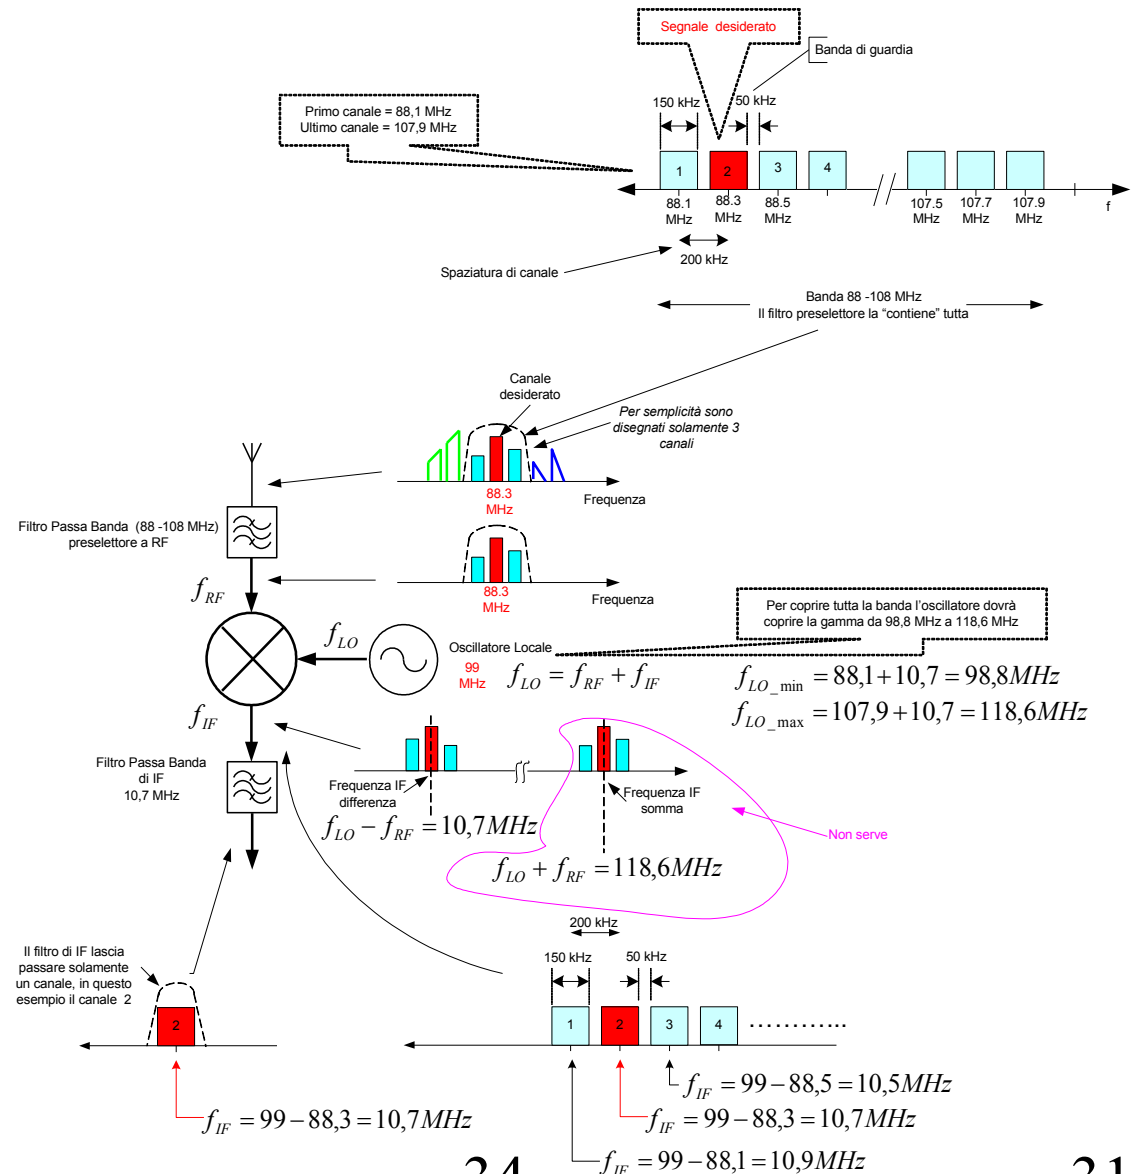 Segnale desiderato
Banda di guardia
150 kHz
50 kHz
Primo canale = 88,1 MHz
Ultimo canale = 107,9 MHz
1
2
3
4
88.1
MHz
88.3
MHz
88.5
MHz
107.5
MHz
107.7
MHz
107.9
MHz
f
200 kHz
Spaziatura di canale
Banda 88 -108 MHz
Il filtro preselettore la “contiene” tutta
Canale
desiderato
Per semplicità sono
disegnati solamente 3
canali
88.3
MHz
Frequenza
Filtro Passa Banda (88 -108 MHz)
preselettore a RF
88.3
MHz
Frequenza
f_RF
Per coprire tutta la banda l’oscillatore dovrà
coprire la gamma da 98,8 MHz a 118,6 MHz
f_LO
Oscillatore Locale
99
MHz
f_LO = f_RF + f_IF
f_LO_min = 88,1+10,7 = 98,8MHz
f_LO_max = 107,9+10,7 = 118,6MHz
f_IF
Filtro Passa Banda
di IF
10,7 MHz
Frequenza IF
differenza
Frequenza IF
somma
f_LO − f_RF = 10,7MHz
Non serve
f_LO + f_RF = 118,6MHz
200 kHz
150 kHz
50 kHz
Il filtro di IF lascia
passare solamente
un canale, in questo
esempio il canale 2
2
1
2
3
4
............
f_IF = 99−88,5 = 10,5MHz
f_IF = 99−88,3 = 10,7MHz
f_IF = 99−88,3 = 10,7MHz
f_IF = 99−88,1 = 10,9MHz